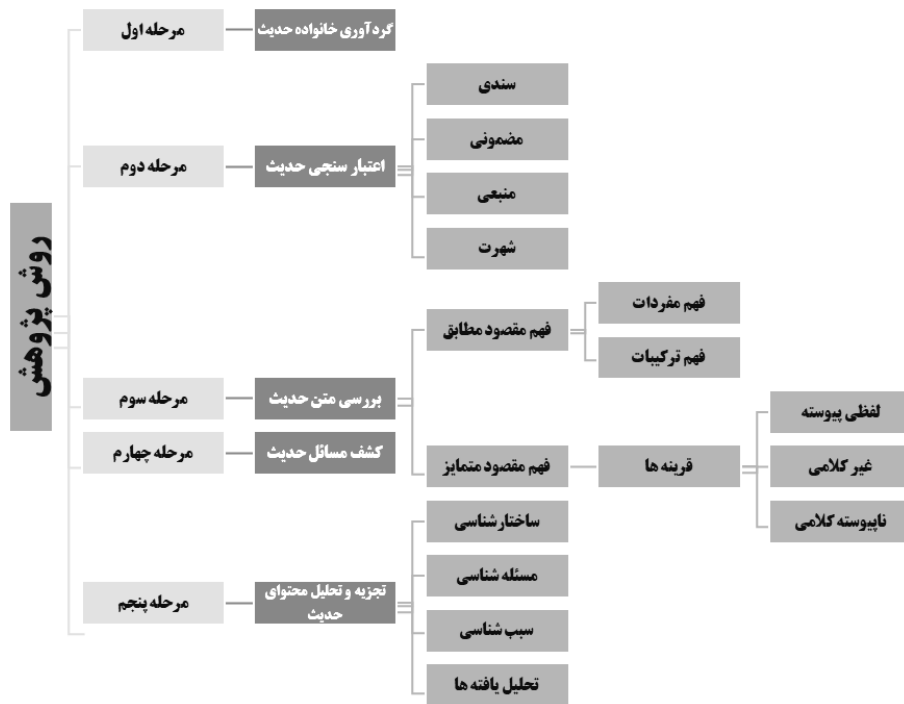 روش پژوهش
مرحله اول
گردآوری خانواده حدیث
مرحله دوم
اعتبار سنجی حدیث
سندی
مضمونی
منبعی
شهرت
مرحله سوم
بررسی متن حدیث
فهم مقصود مطابق
فهم مفردات
فهم ترکیبات
فهم مقصود متمایز
قرینه ها
لفظی پیوسته
غیر کلامی
ناپیوسته کلامی
مرحله چهارم
کشف مسائل حدیث
مرحله پنجم
تجزیه و تحلیل محتوای
حدیث
ساختارشناسی
مسئله شناسی
سبب شناسی
تحلیل یافته ها